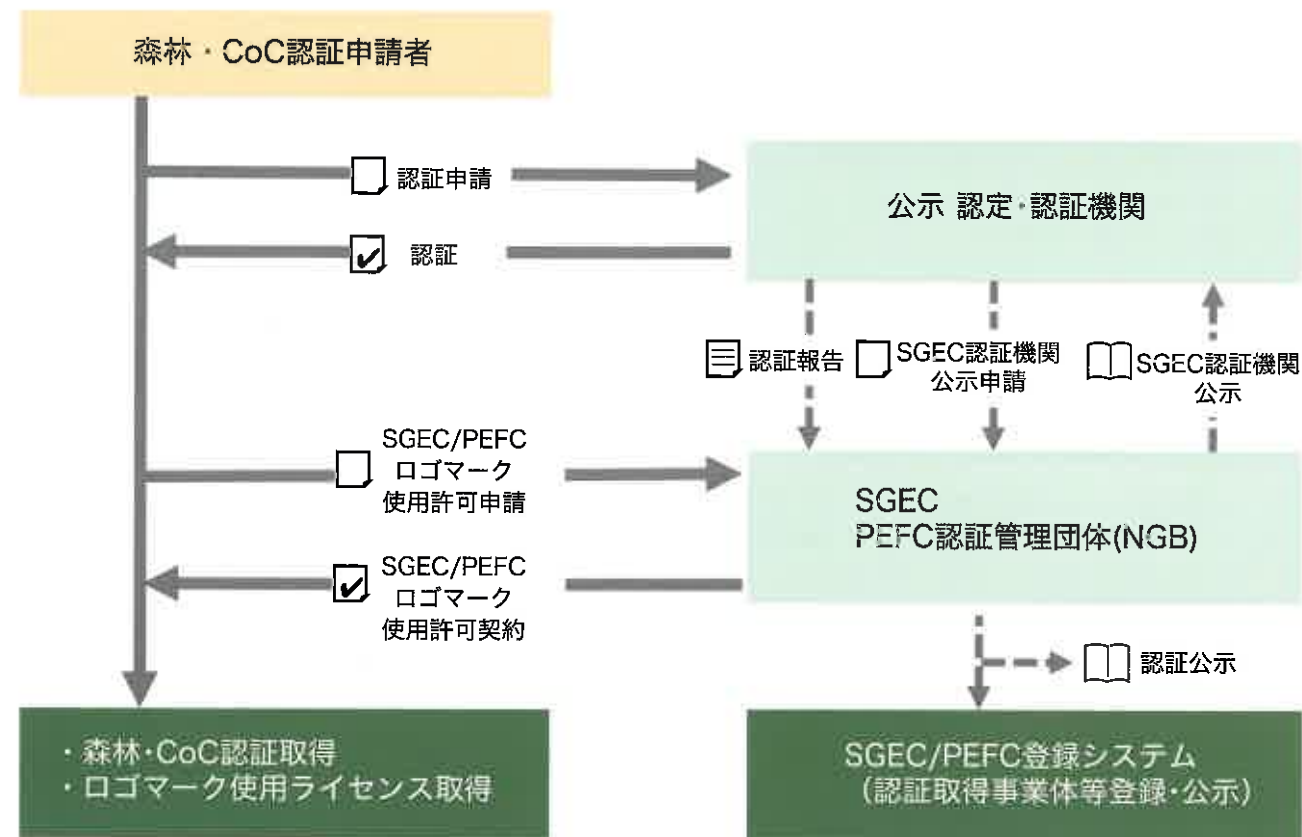 森林・CoC認証申請者
認証申請
公示 認定・認証機関
認証
認証報告
SGEC認証機関
公示申請
SGEC認証機関
公示
SGEC/PEFC
ロゴマーク
使用許可申請
SGEC
PEFC認証管理団体(NGB)
SGEC/PEFC
ロゴマーク
使用許可契約
認証公示
・森林・CoC認証取得
・ロゴマーク使用ライセンス取得
SGEC/PEFC登録システム
（認証取得事業体等登録・公示）